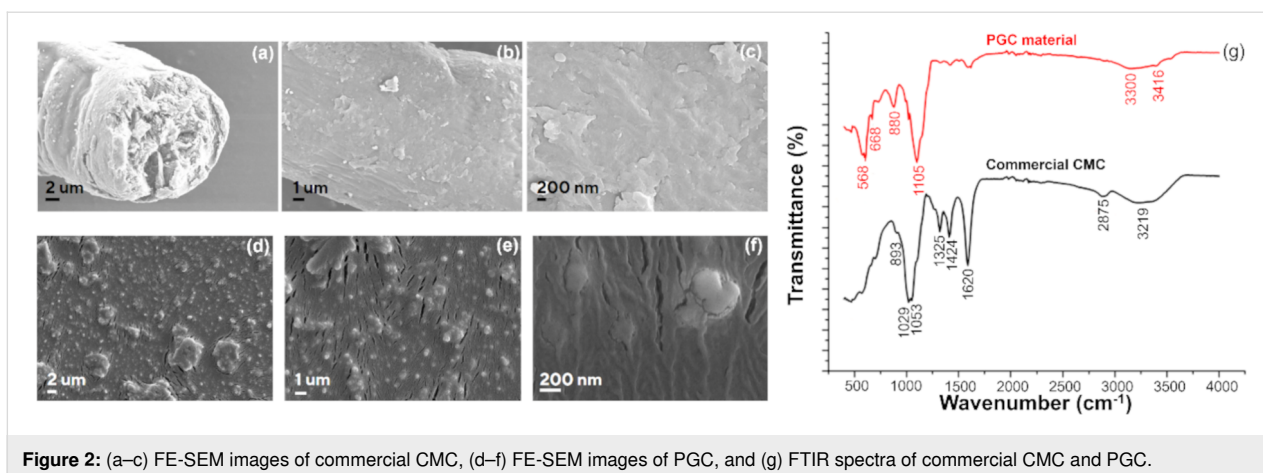 (a)
2 um
(b)
1 um
(c)
200 nm
(d)
2 um
(e)
1 um
(f)
200 nm
(g)
PGC material
568
668
880
1105
3300
3416
Commercial CMC
893
1029
1053
1325
1424
1620
2875
3219
Transmittance (%)
500 1000 1500 2000 2500 3000 3500 4000
Wavenumber (cm⁻¹)
Figure 2: (a–c) FE-SEM images of commercial CMC, (d–f) FE-SEM images of PGC, and (g) FTIR spectra of commercial CMC and PGC.